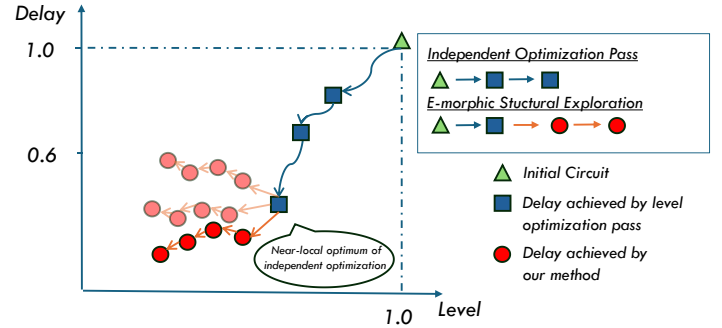 Delay
1.0
0.6
Independent Optimization Pass
E-morphic Stuctural Exploration
Initial Circuit
Delay achieved by level
optimization pass
Delay achieved by
our method
Near-local optimum of
independent optimization
Level
1.0